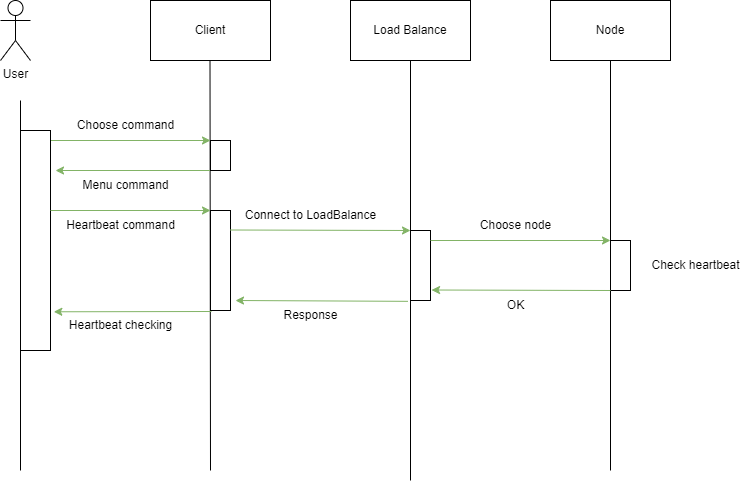 Client
Load Balance
Node
User
Choose command
Menu command
Heartbeat command
Connect to LoadBalance
Choose node
Check heartbeat
OK
Response
Heartbeat checking